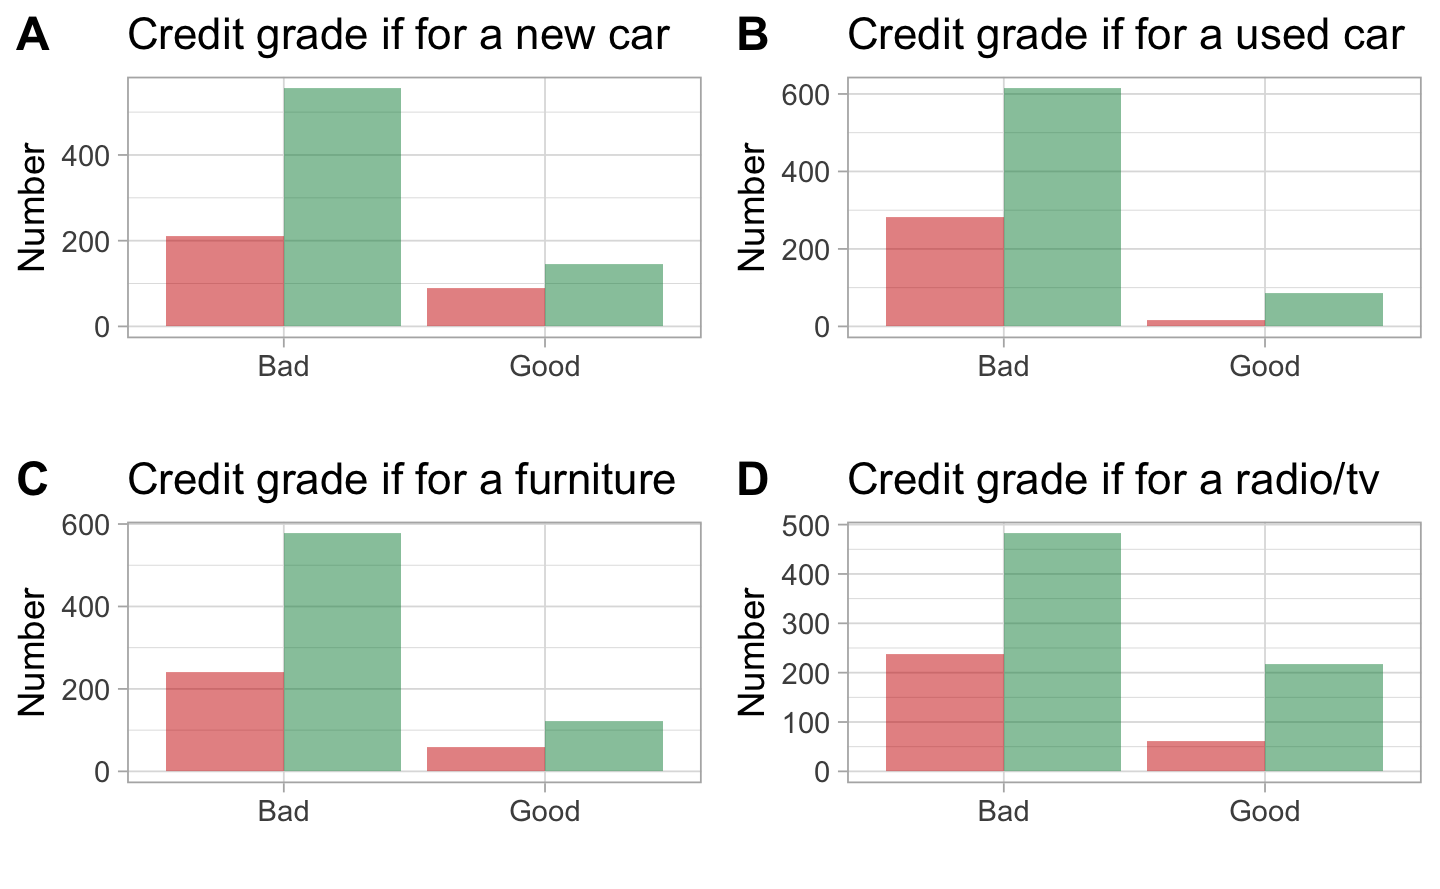 A
Credit grade if for a new car
Number
400
200
0
Bad
Good
B
Credit grade if for a used car
Number
600
400
200
0
Bad
Good
C
Credit grade if for a furniture
Number
600
400
200
0
Bad
Good
D
Credit grade if for a radio/tv
Number
500
400
300
200
100
0
Bad
Good